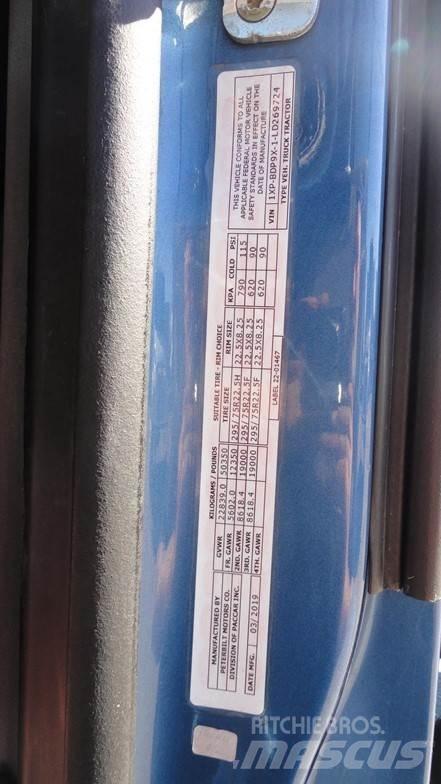 MANUFACTURED BY
PETERBILT MOTORS CO.
DIVISION OF PACCAR INC.
DATE MFG. 03/2019
KILOGRAMS / POUNDS
GVWR 22839.0 50350
FR. GAWR 5602.0 12350
2ND. GAWR 8618.4 19000
3RD. GAWR 8618.4 19000
4TH. GAWR
SUITABLE TIRE - RIM CHOICE
TIRE SIZE RIM SIZE KPA COLD PSI
295/75R22.5H 22.5X8.25 790 115
295/75R22.5F 22.5X8.25 620 90
295/75R22.5F 22.5X8.25 620 90
LABEL 22-01467
THIS VEHICLE CONFORMS TO ALL
APPLICABLE FEDERAL MOTOR VEHICLE
SAFETY STANDARDS IN EFFECT ON THE
DATE OF MANUFACTURE
VIN 1XP-BDP9X-1-LD269724
TYPE VEH. TRUCK TRACTOR
RITCHIE BROS.
MASCUS